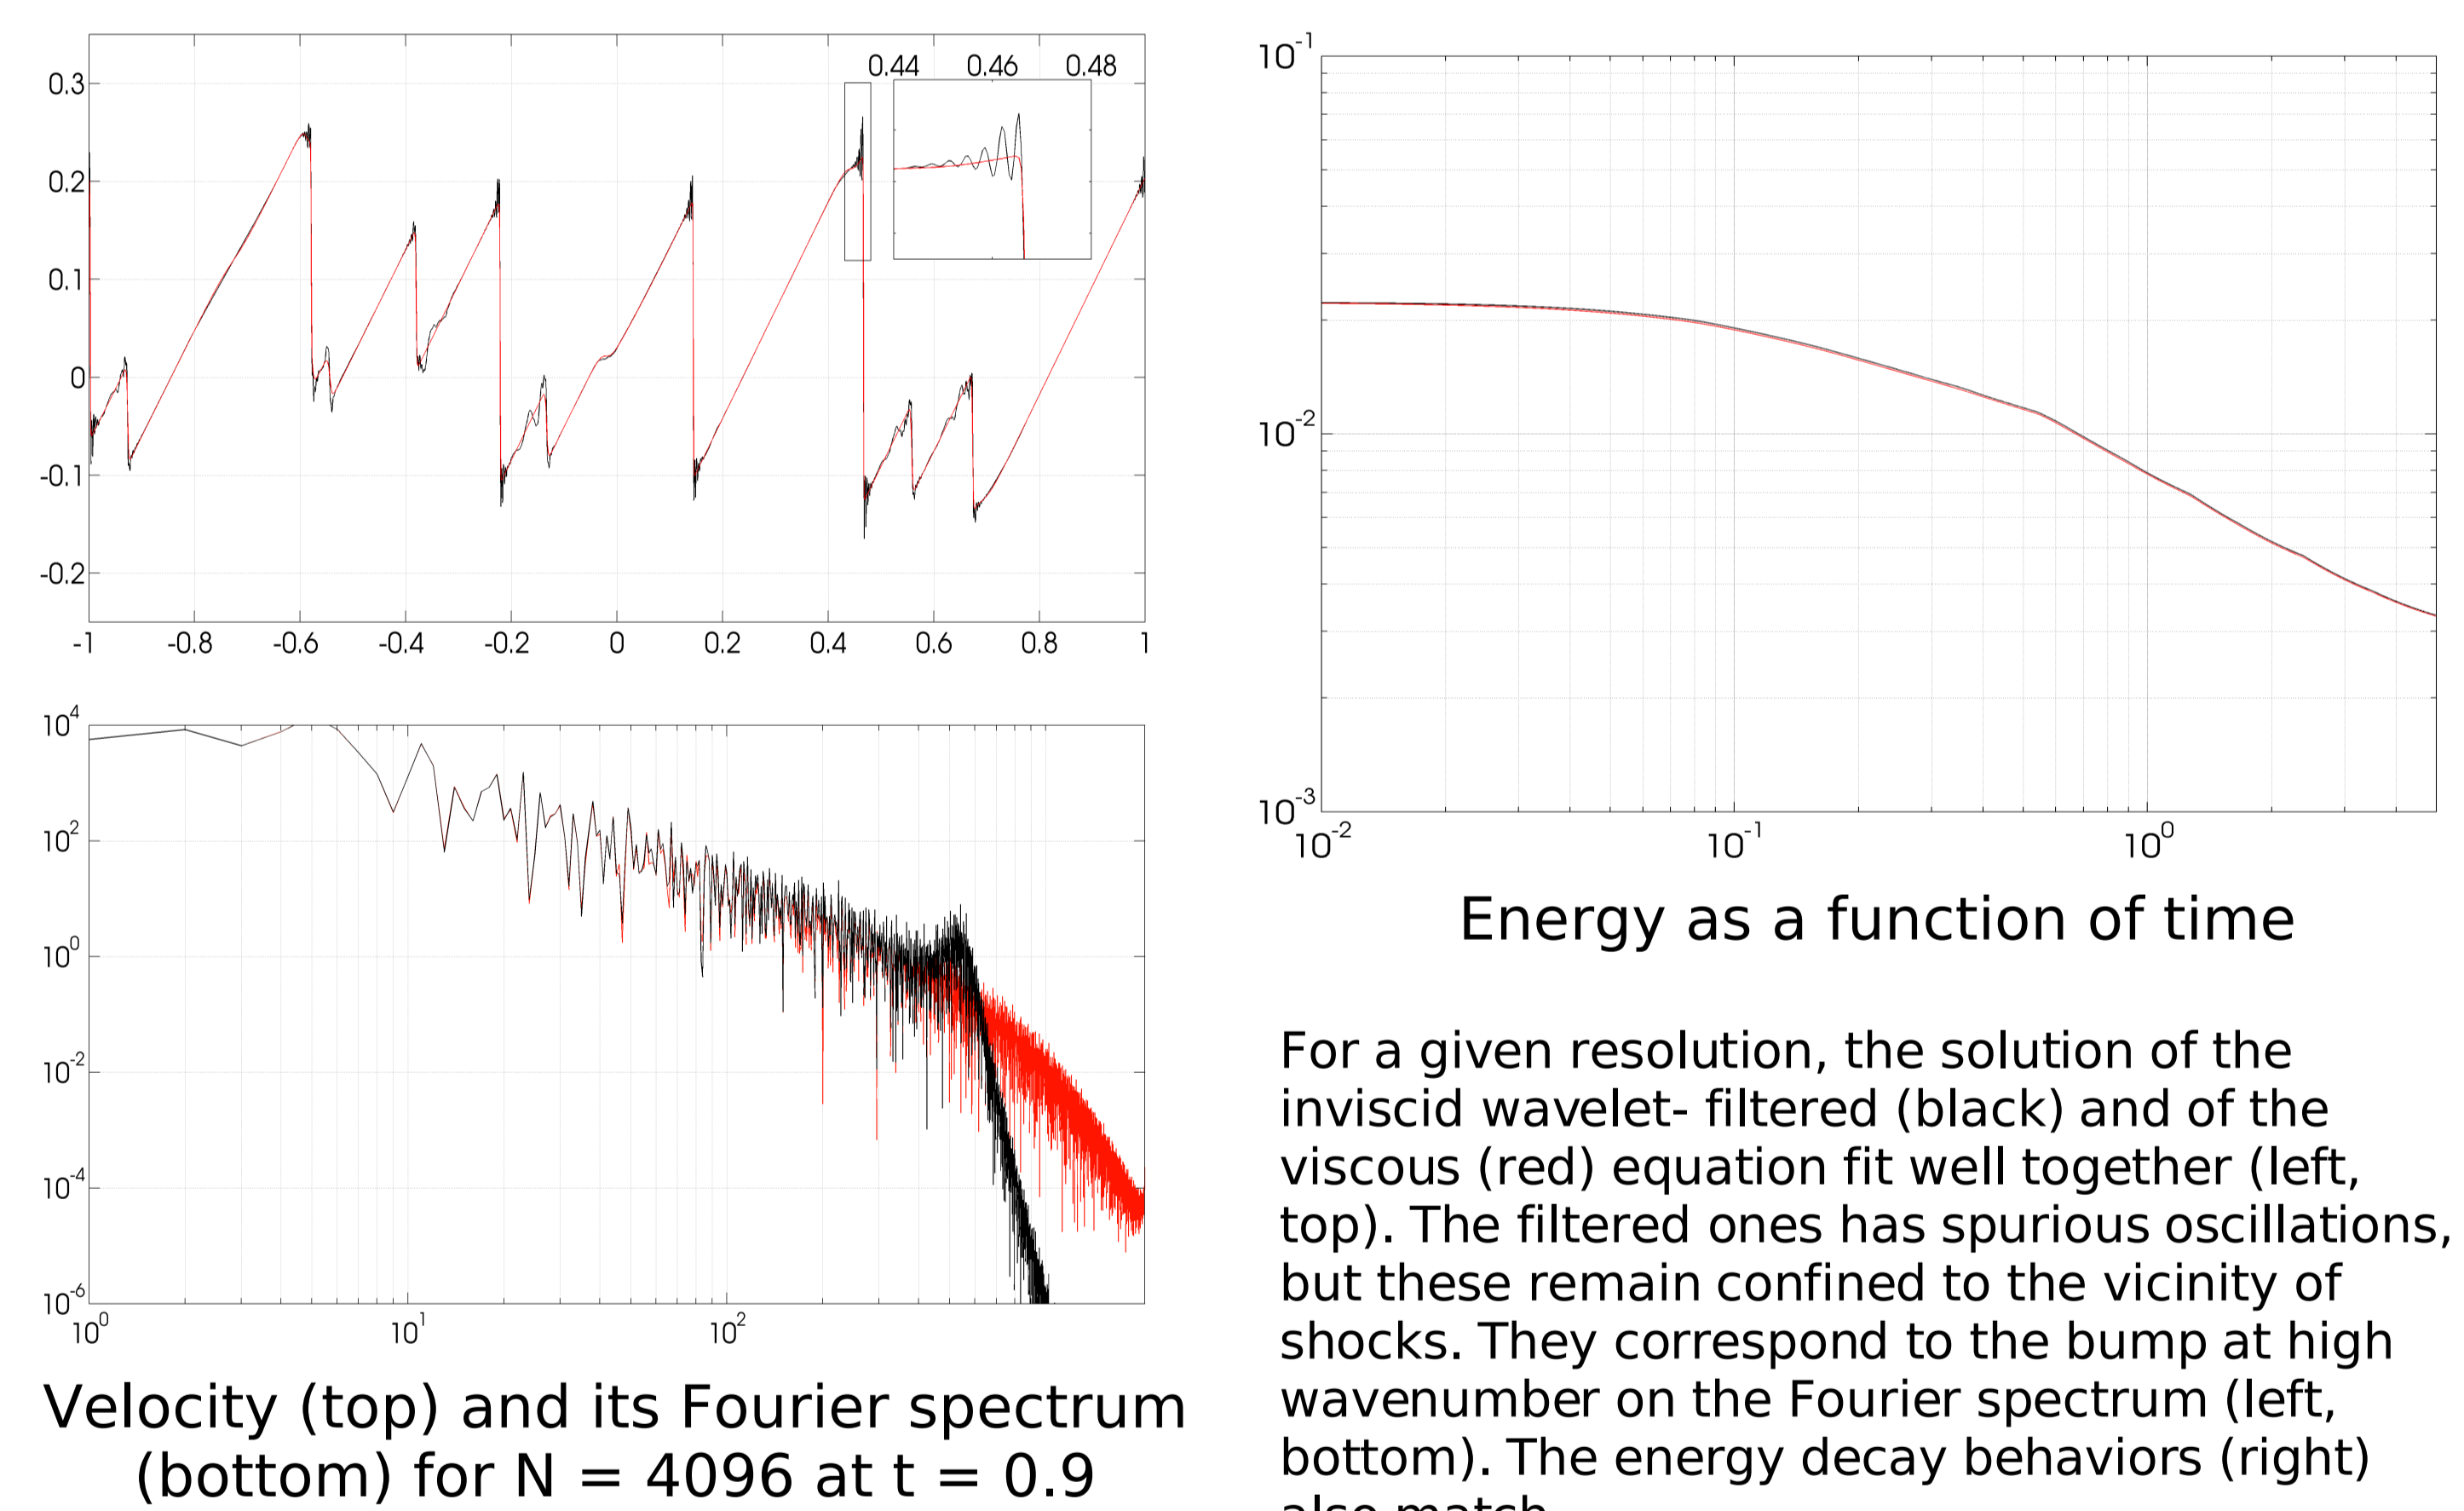 0.3
0.2
0.1
0
-0.1
-0.2
-1 -0.8 -0.6 -0.4 -0.2 0 0.2 0.4 0.6 0.8 1
0.44 0.46 0.48
10^4
10^2
10^0
10^-2
10^-4
10^-6
10^0 10^1 10^2
Velocity (top) and its Fourier spectrum
(bottom) for N = 4096 at t = 0.9
10^-1
10^-2
10^-3
10^-2 10^-1 10^0
Energy as a function of time
For a given resolution, the solution of the
inviscid wavelet- filtered (black) and of the
viscous (red) equation fit well together (left,
top). The filtered ones has spurious oscillations,
but these remain confined to the vicinity of
shocks. They correspond to the bump at high
wavenumber on the Fourier spectrum (left,
bottom). The energy decay behaviors (right)
also match